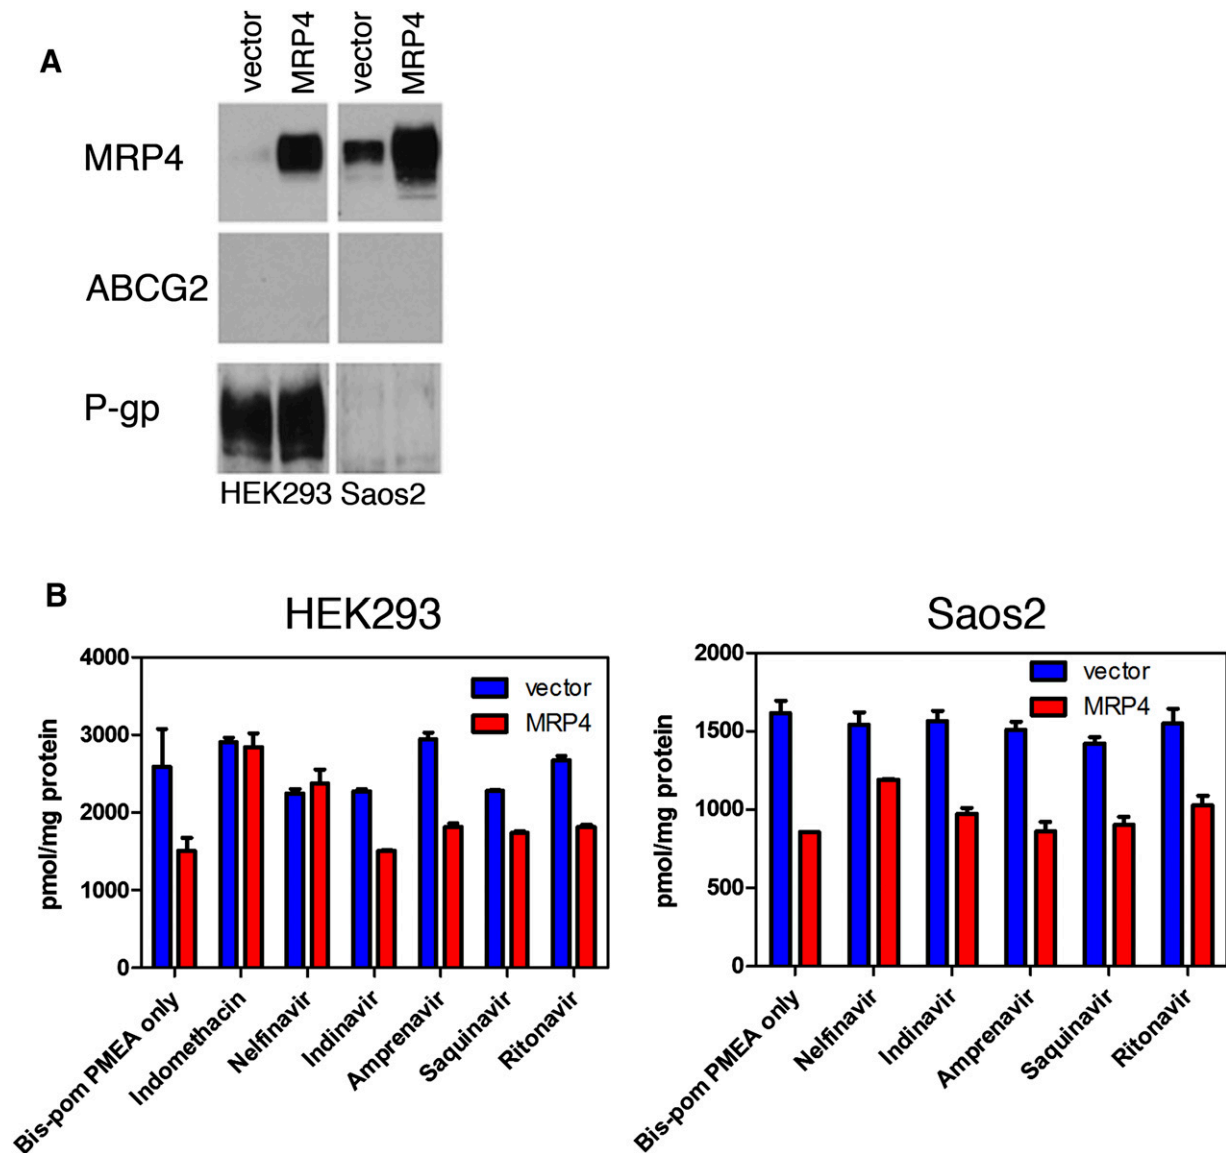 A
vector
MRP4
vector
MRP4
MRP4
ABCG2
P-gp
HEK293
Saos2
B
HEK293
pmol/mg protein
4000
3000
2000
1000
0
vector
MRP4
Bis-pom PMEA only
Indomethacin
Nelfinavir
Indinavir
Amprenavir
Saquinavir
Ritonavir
Saos2
pmol/mg protein
2000
1500
1000
500
0
vector
MRP4
Bis-pom PMEA only
Nelfinavir
Indinavir
Amprenavir
Saquinavir
Ritonavir